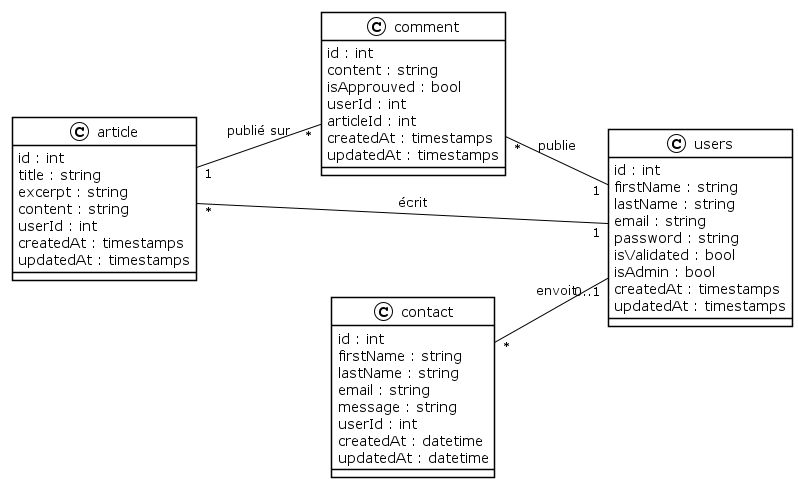 C comment
id : int
content : string
isApprouved : bool
userId : int
articleId : int
createdAt : timestamps
updatedAt : timestamps
C article
id : int
title : string
excerpt : string
content : string
userId : int
createdAt : timestamps
updatedAt : timestamps
publié sur
1
*
C users
id : int
firstName : string
lastName : string
email : string
password : string
isValidated : bool
isAdmin : bool
createdAt : timestamps
updatedAt : timestamps
publie
*
1
écrit
*
1
envoit
0..1
*
C contact
id : int
firstName : string
lastName : string
email : string
message : string
userId : int
createdAt : datetime
updatedAt : datetime